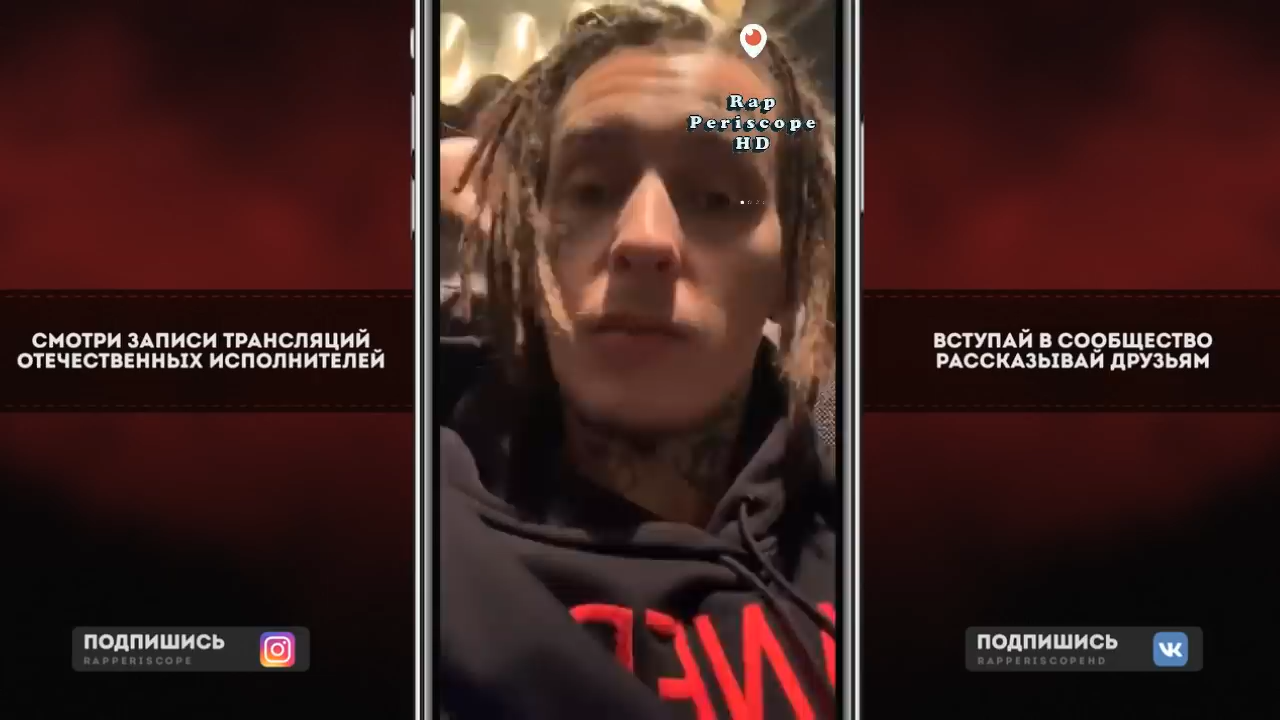 Rap
Periscope
HD
СМОТРИ ЗАПИСИ ТРАНСЛЯЦИЙ
ОТЕЧЕСТВЕННЫХ ИСПОЛНИТЕЛЕЙ
ВСТУПАЙ В СООБЩЕСТВО
РАССКАЗЫВАЙ ДРУЗЬЯМ
ПОДПИШИСЬ
RAPPERISCOPE
ПОДПИШИСЬ
RAPPERISCOPEHD